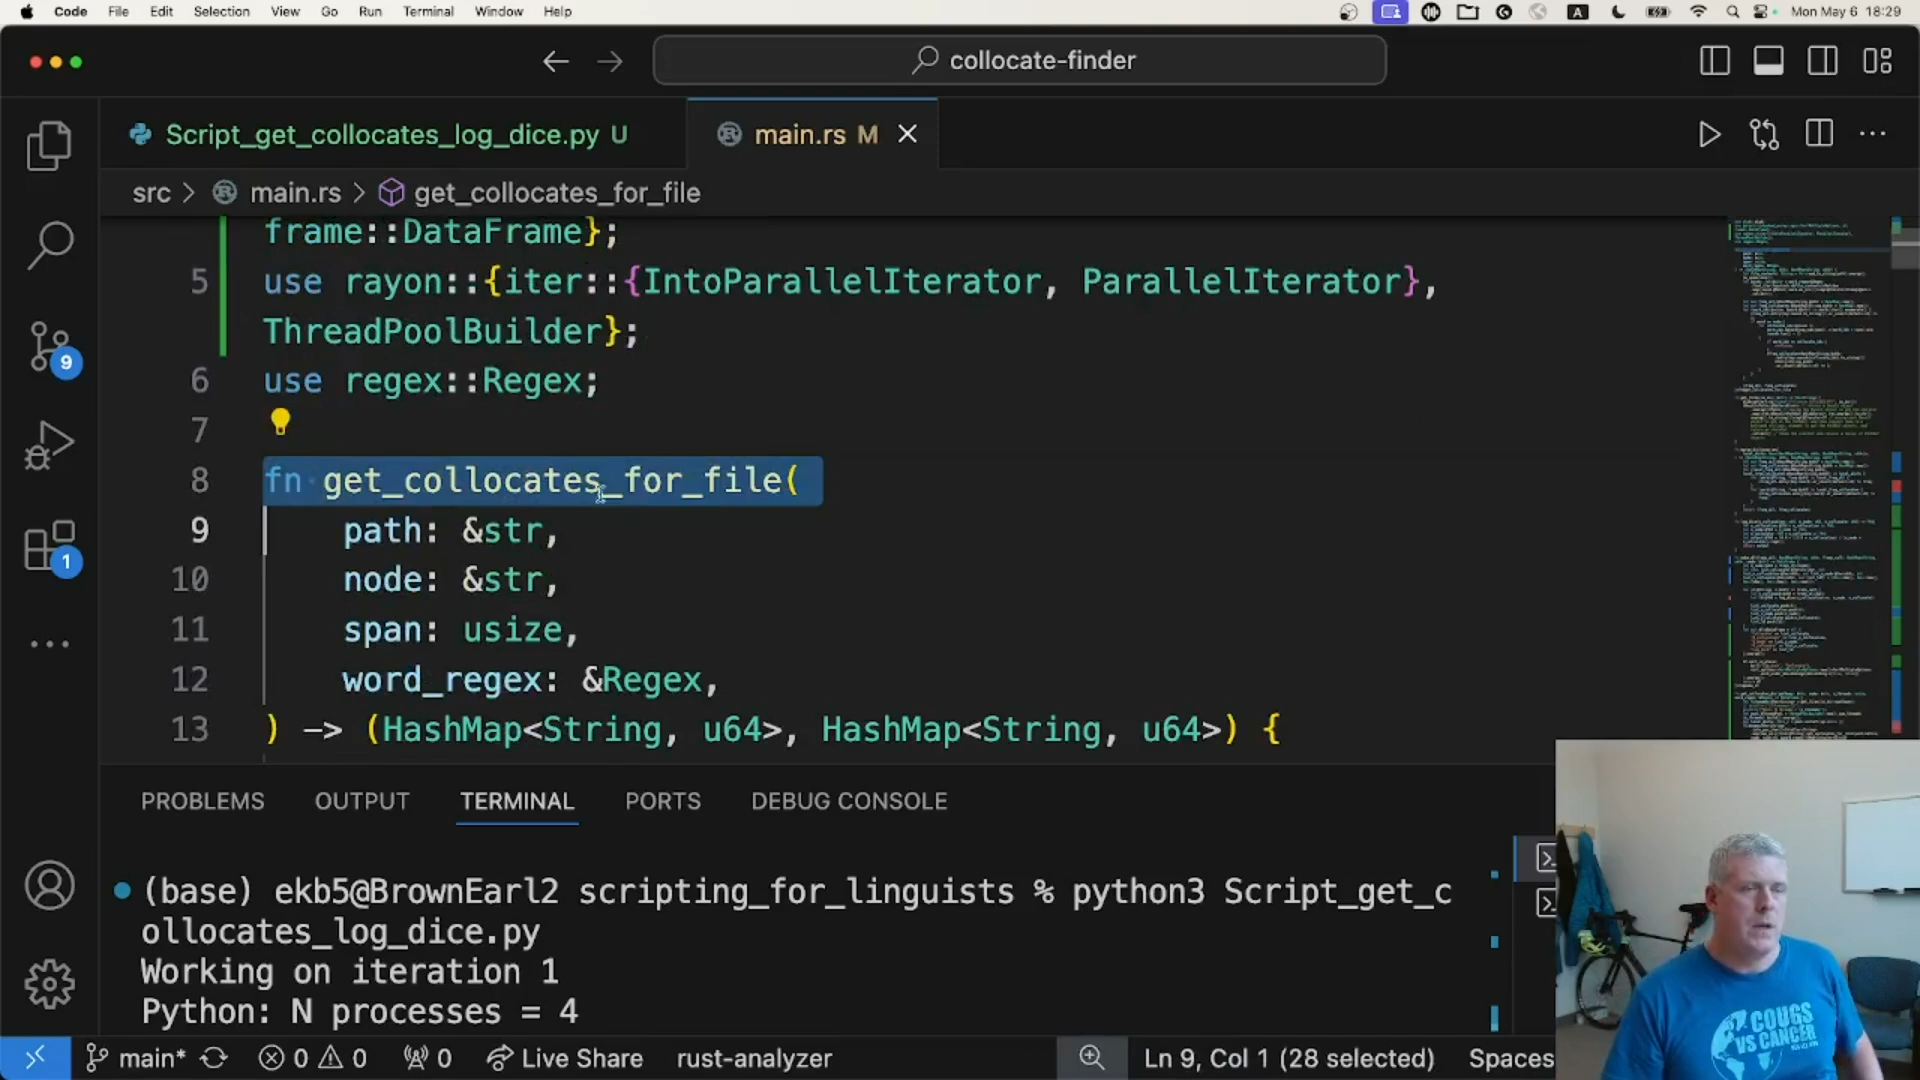 Code File Edit Selection View Go Run Terminal Window Help A Mon May 6 18:29
collocate-finder
Script_get_collocates_log_dice.py U main.rs M
src > main.rs > get_collocates_for_file
frame::DataFrame};
5 use rayon::{iter::{IntoParallelIterator, ParallelIterator},
ThreadPoolBuilder};
6 use regex::Regex;
7
8 fn get_collocates_for_file(
9 path: &str,
10 node: &str,
11 span: usize,
12 word_regex: &Regex,
13 ) -> (HashMap<String, u64>, HashMap<String, u64>) {
9
1
PROBLEMS OUTPUT TERMINAL PORTS DEBUG CONSOLE
(base) ekb5@BrownEarl2 scripting_for_linguists % python3 Script_get_c
ollocates_log_dice.py
Working on iteration 1
Python: N processes = 4
main* 0 0 0 Live Share rust-analyzer Ln 9, Col 1 (28 selected) Spaces
COUGS
VS CANCER